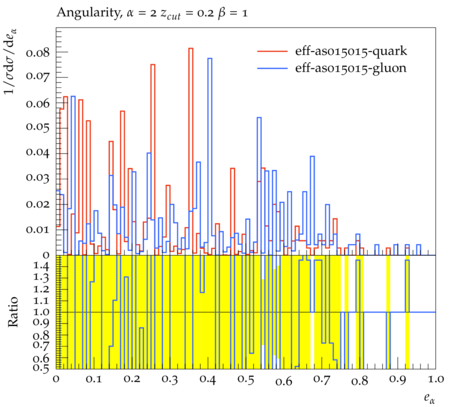 Angularity, α = 2 z_cut = 0.2 β = 1
1/σ dσ/de_α
0.08
0.07
0.06
0.05
0.04
0.03
0.02
0.01
0
eff-as015015-quark
eff-as015015-gluon
Ratio
1.4
1.3
1.2
1.1
1.0
0.9
0.8
0.7
0.6
0.5
0 0.1 0.2 0.3 0.4 0.5 0.6 0.7 0.8 0.9 1.0
e_α